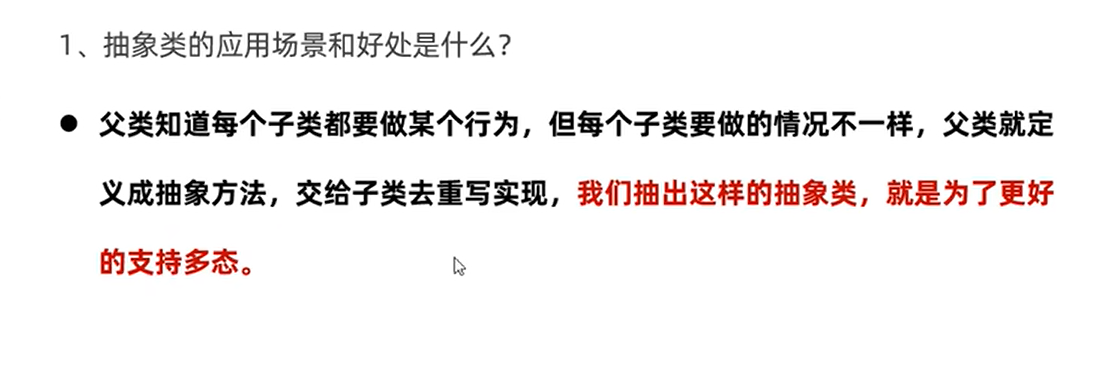 1、抽象类的应用场景和好处是什么？
● 父类知道每个子类都要做某个行为，但每个子类要做的情况不一样，父类就定
义成抽象方法，交给子类去重写实现，我们抽出这样的抽象类，就是为了更好
的支持多态。